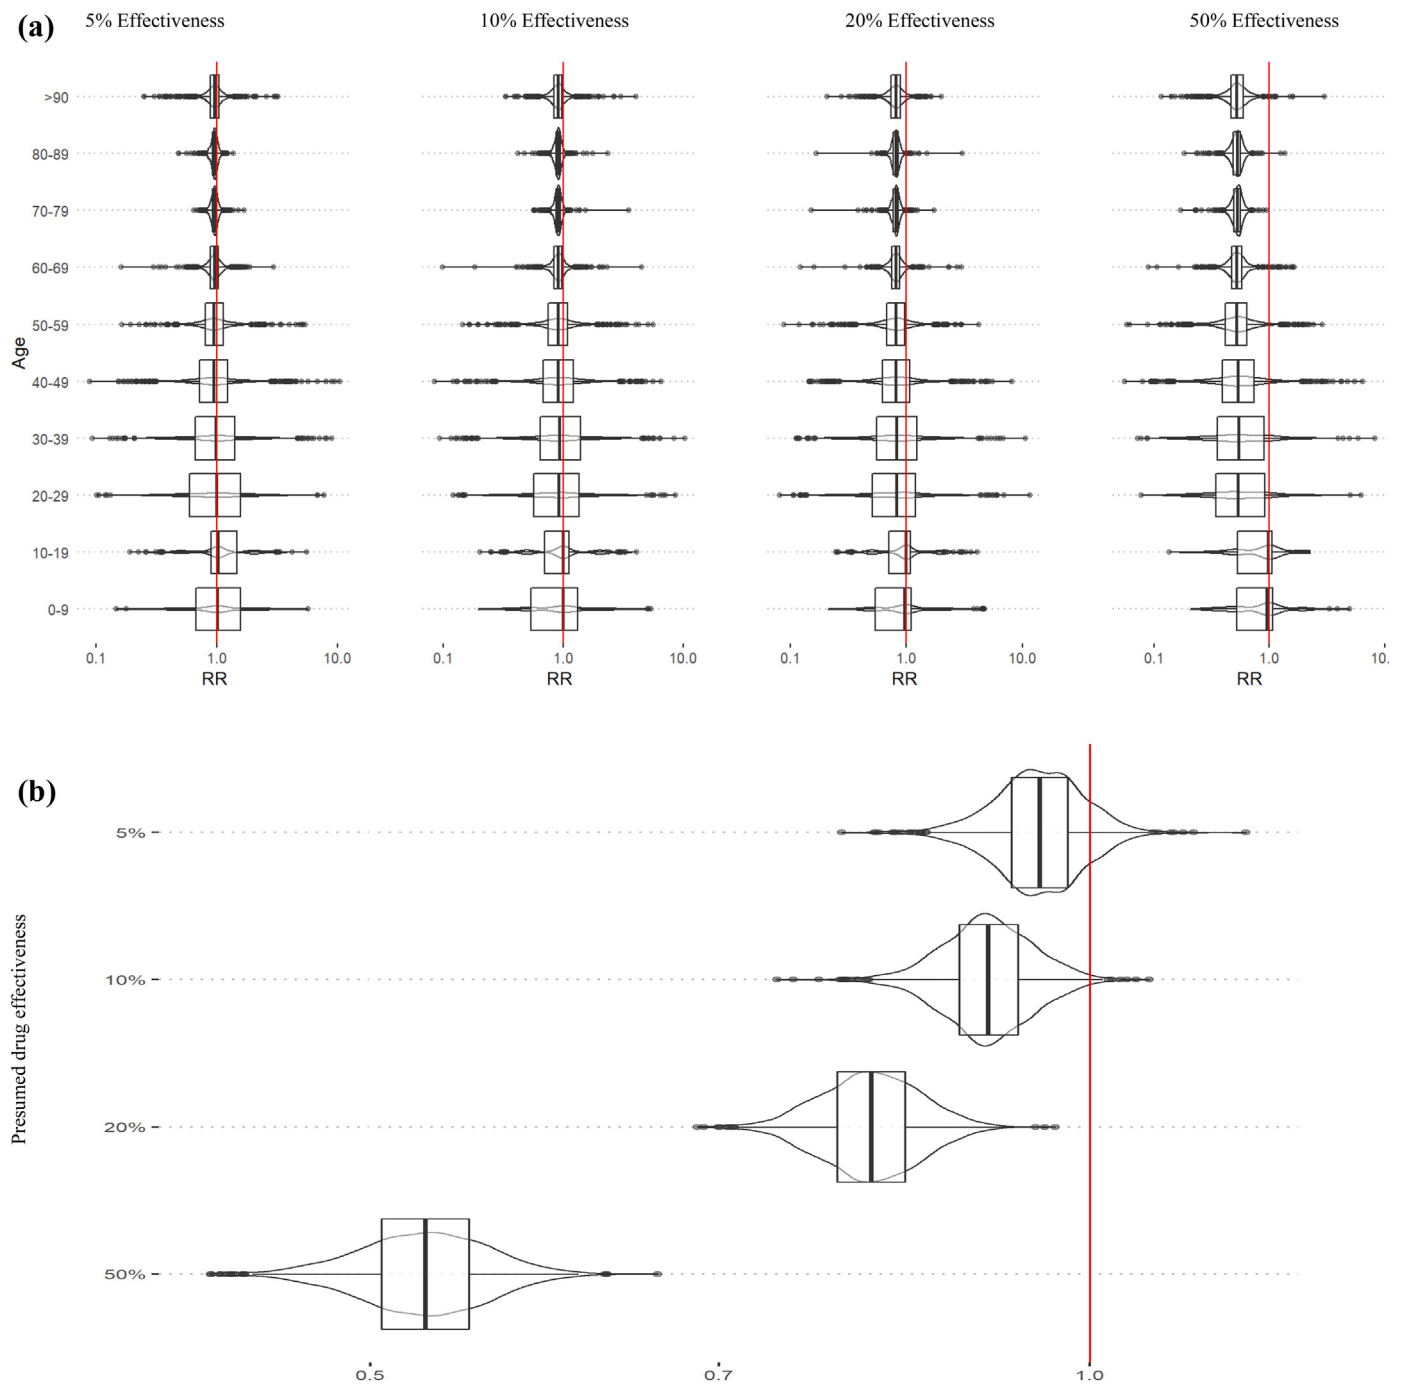 (a)
5% Effectiveness
10% Effectiveness
20% Effectiveness
50% Effectiveness
Age
>90
80-89
70-79
60-69
50-59
40-49
30-39
20-29
10-19
0-9
0.1 1.0 10.0
0.1 1.0 10.0
0.1 1.0 10.0
0.1 1.0 10.
RR
RR
RR
RR
(b)
Presumed drug effectiveness
5%
10%
20%
50%
0.5 0.7 1.0